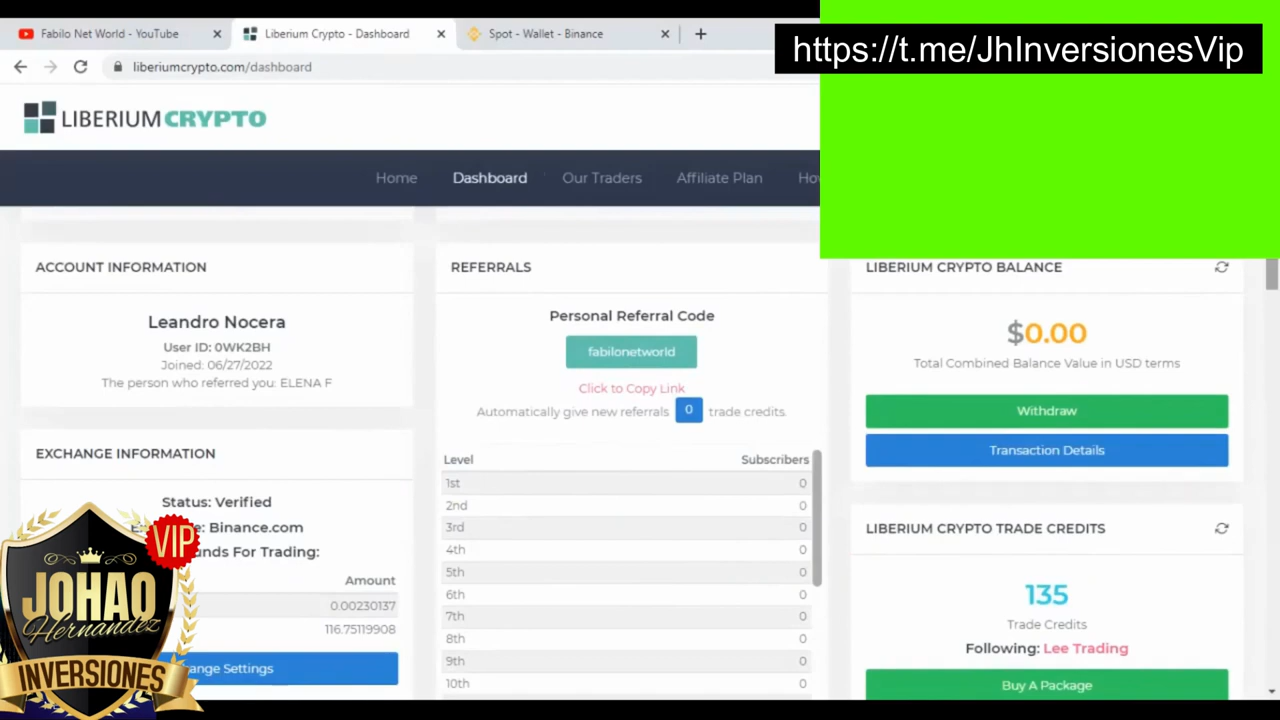 Fabilo Net World - YouTube
Liberium Crypto - Dashboard
Spot - Wallet - Binance
https://t.me/JhInversionesVip
liberiumcrypto.com/dashboard
LIBERIUM CRYPTO
Home
Dashboard
Our Traders
Affiliate Plan
ACCOUNT INFORMATION
Leandro Nocera
User ID: 0WK2BH
Joined: 06/27/2022
The person who referred you: ELENA F
EXCHANGE INFORMATION
Status: Verified
Binance.com
For Trading:
Amount
0.00230137
116.75119908
Settings
REFERRALS
Personal Referral Code
fabilonetworld
Click to Copy Link
Automatically give new referrals 0 trade credits.
Level Subscribers
1st 0
2nd 0
3rd 0
4th 0
5th 0
6th 0
7th 0
8th 0
9th 0
10th 0
LIBERIUM CRYPTO BALANCE
$0.00
Total Combined Balance Value in USD terms
Withdraw
Transaction Details
LIBERIUM CRYPTO TRADE CREDITS
135
Trade Credits
Following: Lee Trading
Buy A Package
VIP
JOHAO
Hernandez
INVERSIONES